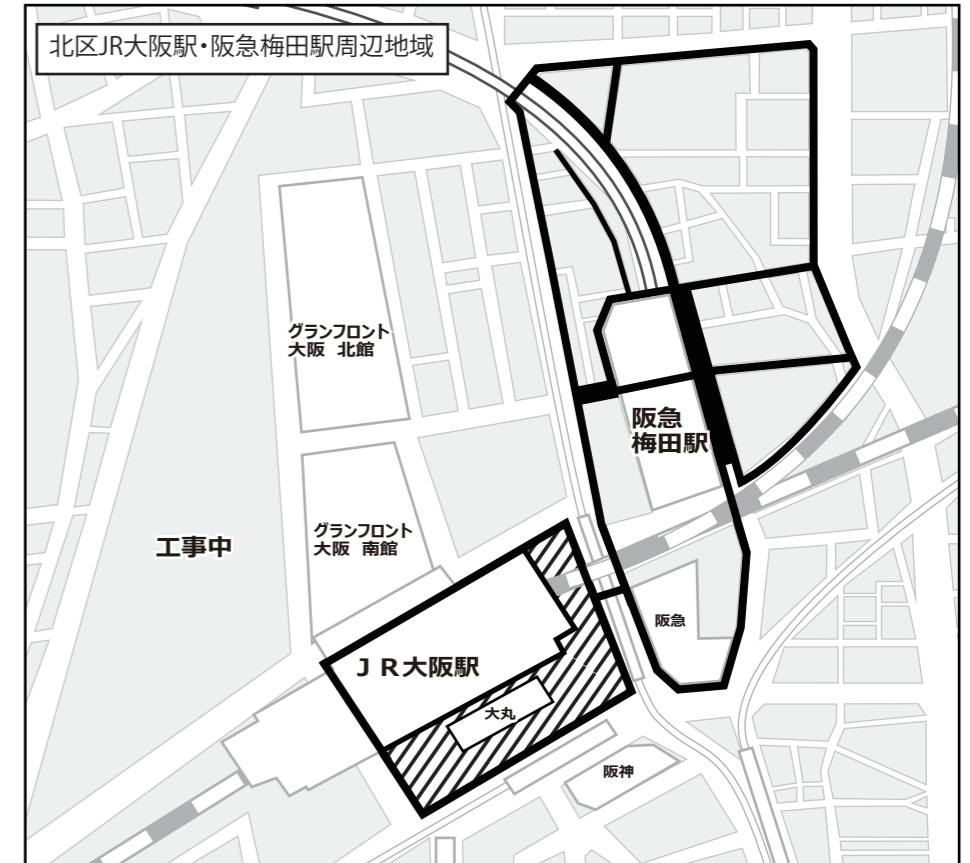 北区JR大阪駅・阪急梅田駅周辺地域
グランフロント
大阪 北館
阪急
梅田駅
グランフロント
大阪 南館
工事中
阪急
JR大阪駅
大丸
阪神